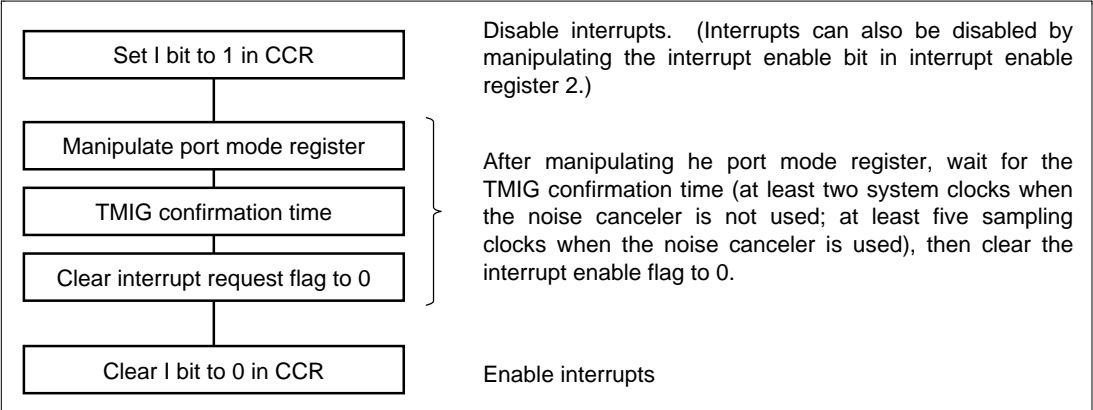 Set I bit to 1 in CCR
Disable interrupts. (Interrupts can also be disabled by
manipulating the interrupt enable bit in interrupt enable
register 2.)
Manipulate port mode register
TMIG confirmation time
Clear interrupt request flag to 0
After manipulating he port mode register, wait for the
TMIG confirmation time (at least two system clocks when
the noise canceler is not used; at least five sampling
clocks when the noise canceler is used), then clear the
interrupt enable flag to 0.
Clear I bit to 0 in CCR
Enable interrupts